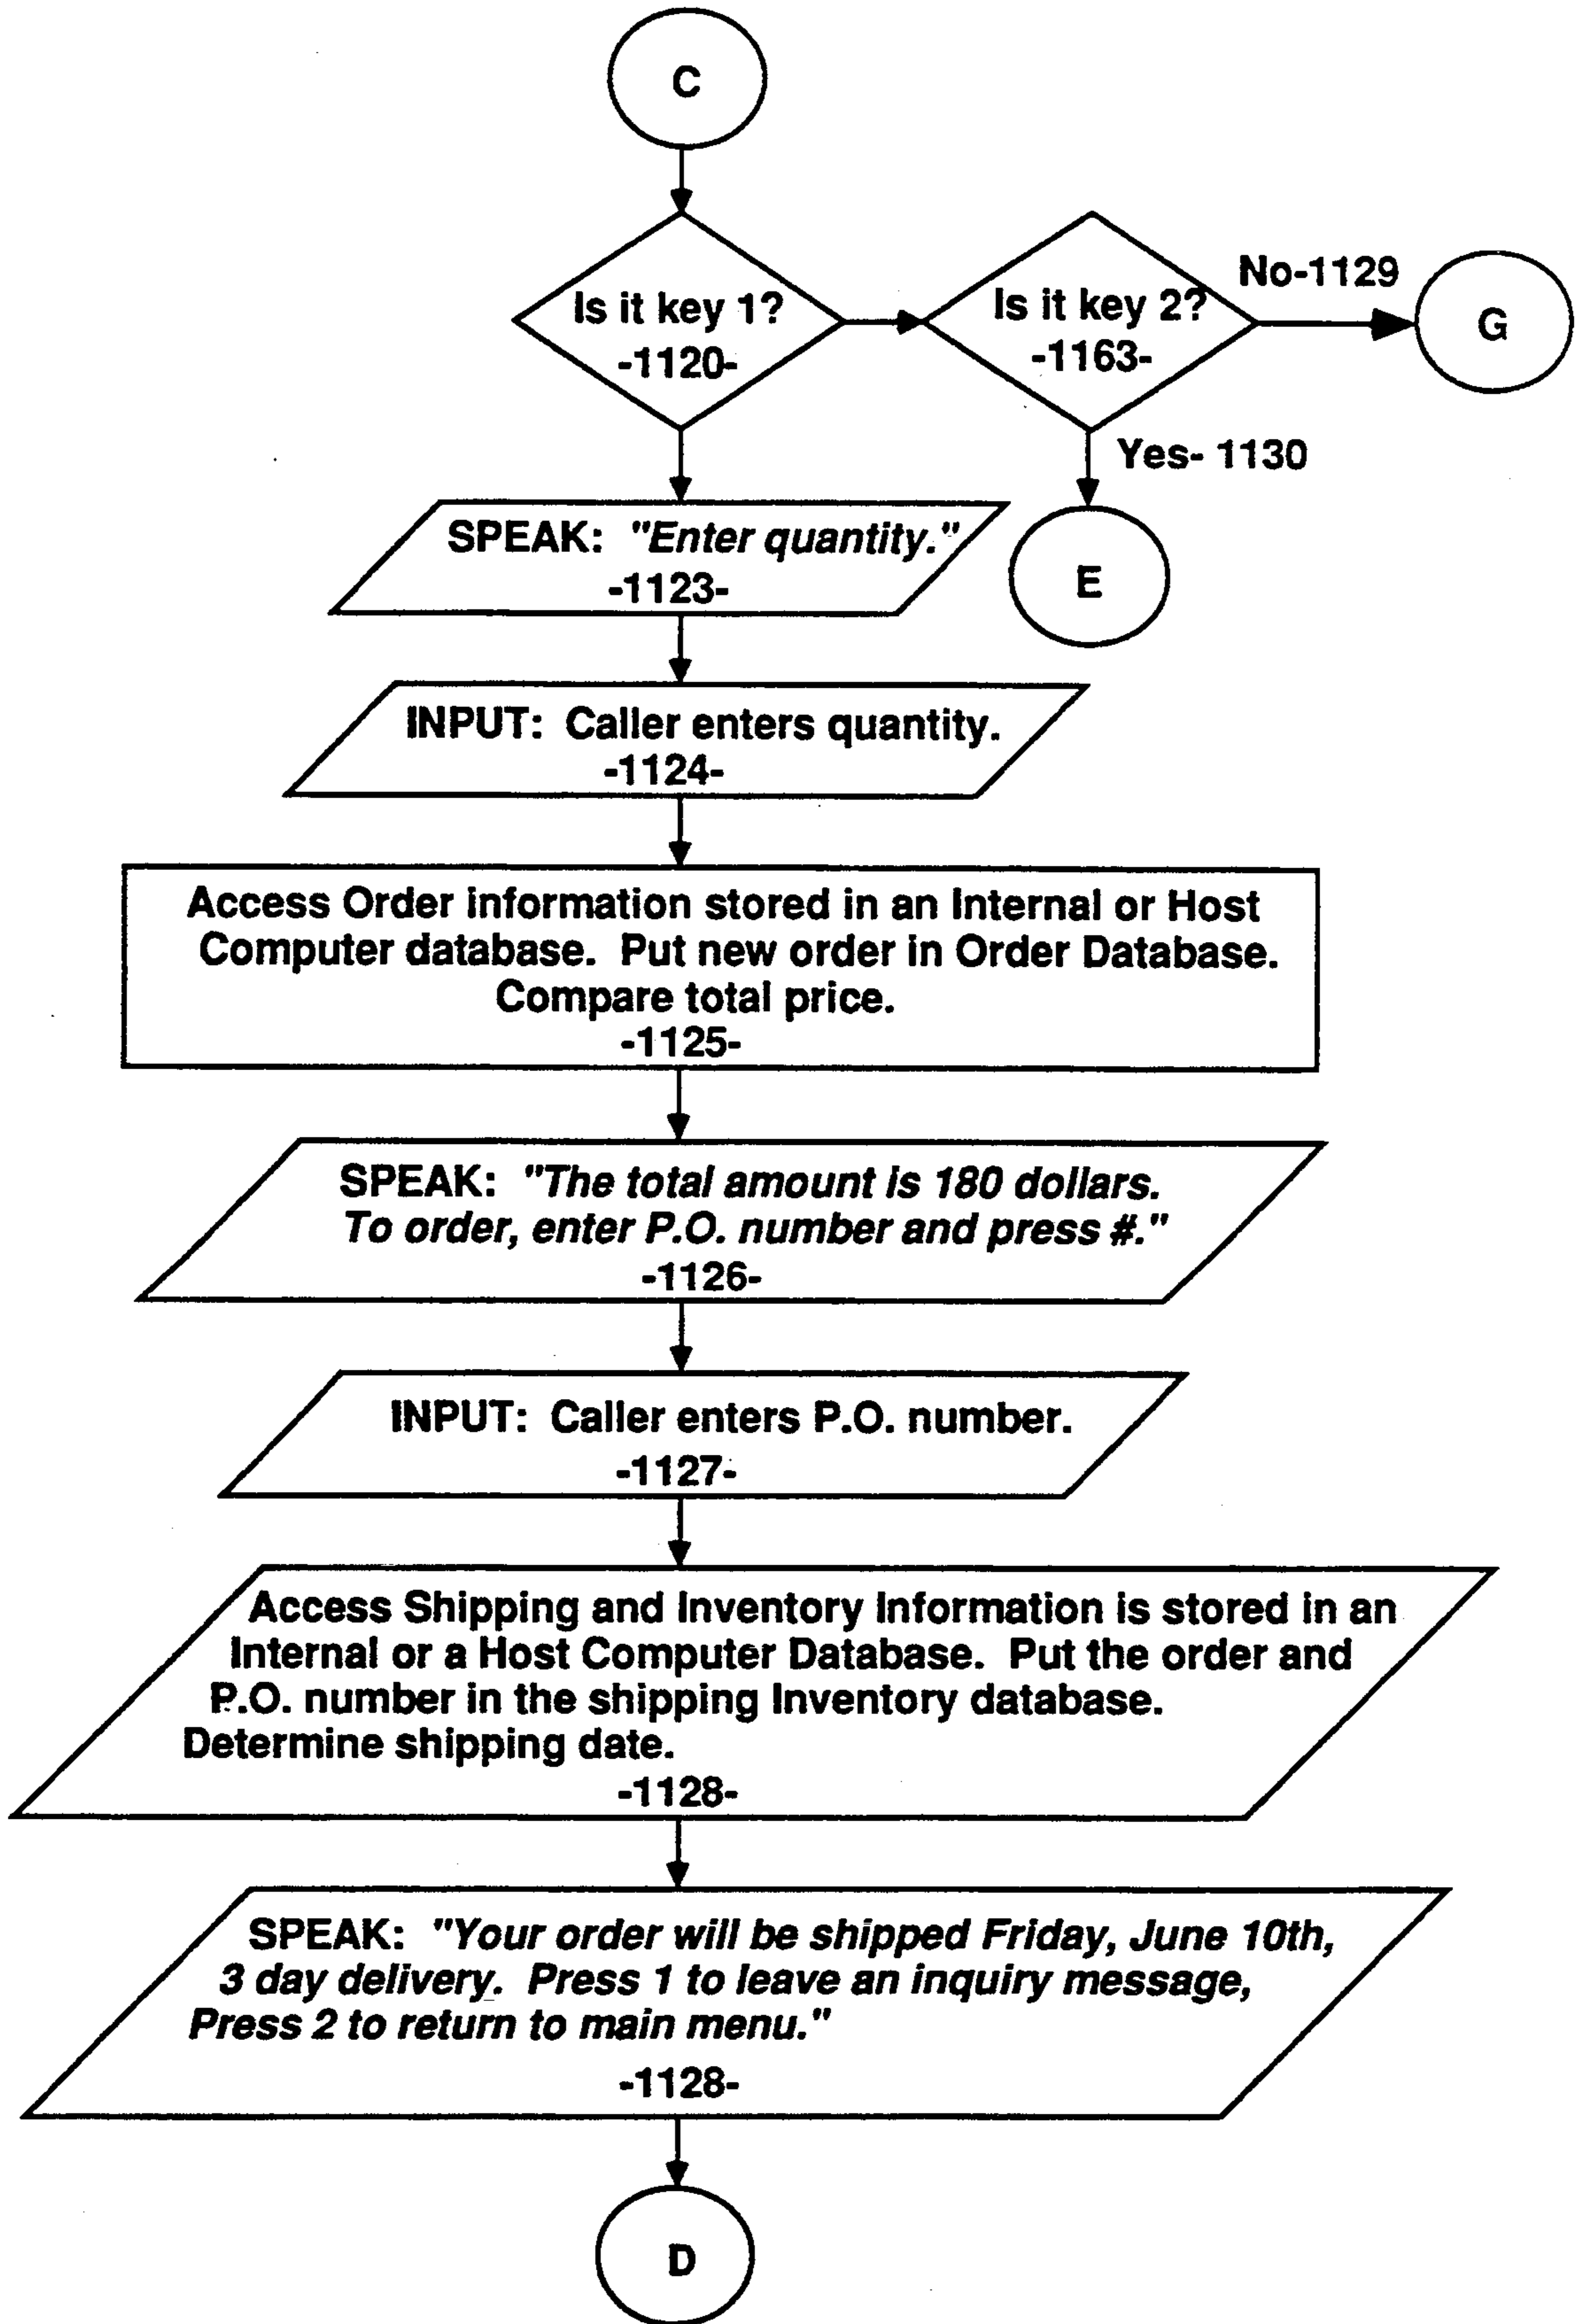 C
Is it key 1?
-1120-
Is it key 2?
-1163-
No-1129
G
Yes- 1130
E
SPEAK: "Enter quantity."
-1123-
INPUT: Caller enters quantity.
-1124-
Access Order information stored in an Internal or Host
Computer database. Put new order in Order Database.
Compare total price.
-1125-
SPEAK: "The total amount is 180 dollars.
To order, enter P.O. number and press #."
-1126-
INPUT: Caller enters P.O. number.
-1127-
Access Shipping and Inventory Information is stored in an
Internal or a Host Computer Database. Put the order and
P.O. number in the shipping Inventory database.
Determine shipping date.
-1128-
SPEAK: "Your order will be shipped Friday, June 10th,
3 day delivery. Press 1 to leave an inquiry message,
Press 2 to return to main menu."
-1128-
D